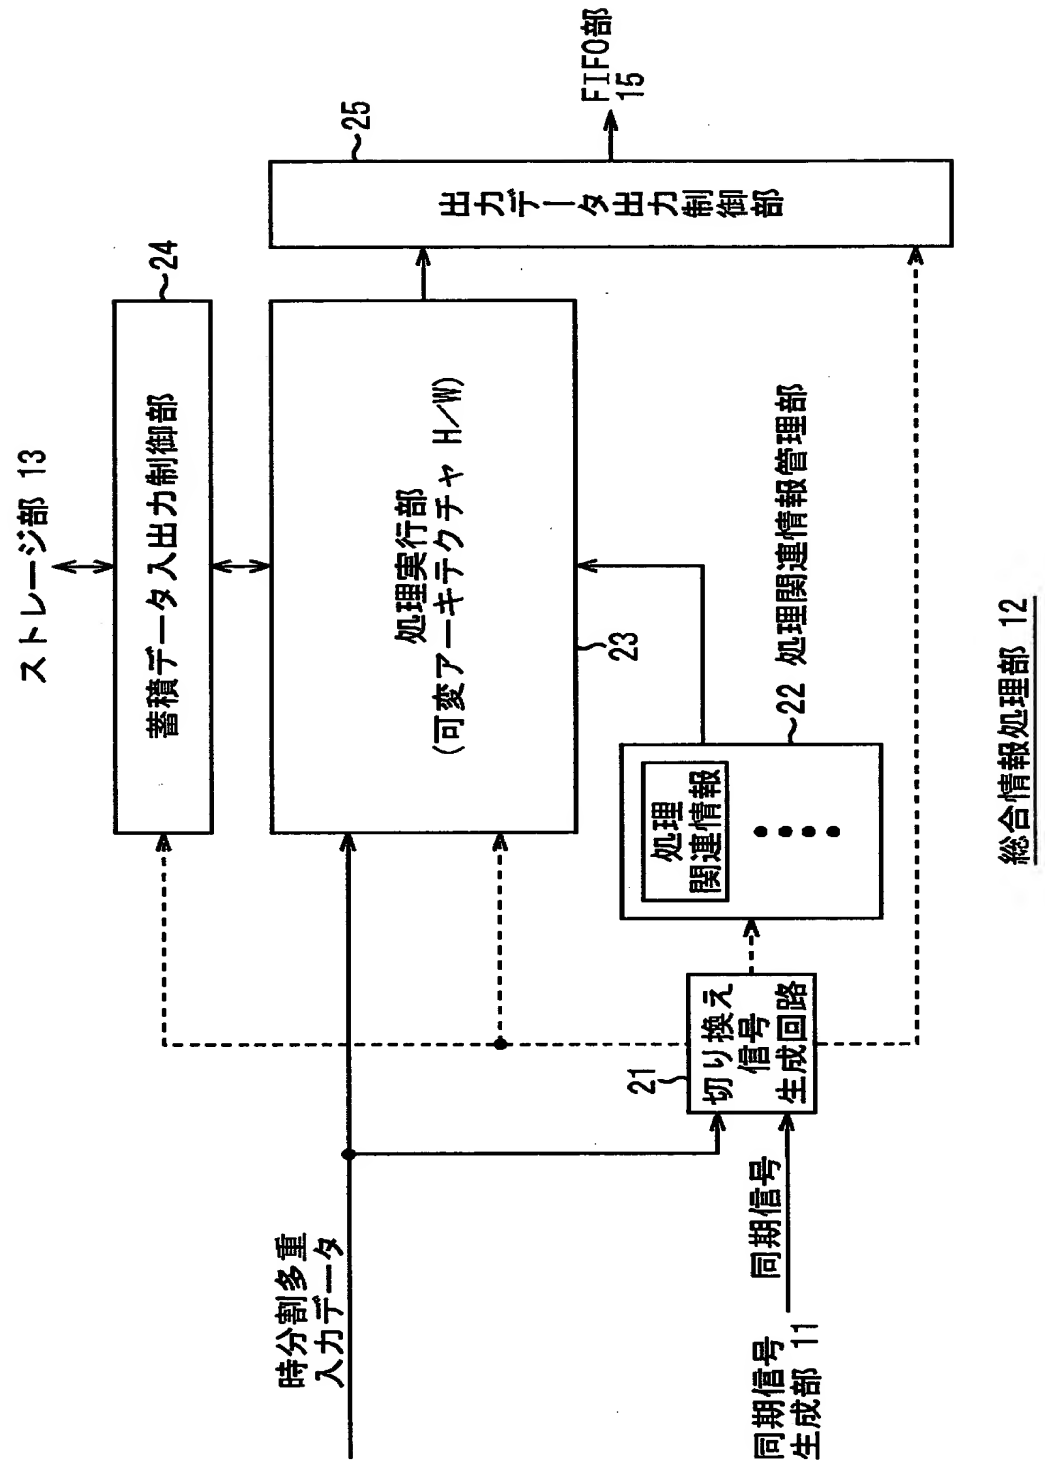 ストレージ部 13
蓄積データ入出力制御部
24
処理実行部
(可変アーキテクチャ H/W)
23
25
出力データ出力制御部
FIFO部
15
時分割多重
入力データ
21
切り換え
信号
生成回路
処理
関連情報
22 処理関連情報管理部
同期信号
同期信号
生成部 11
総合情報処理部 12